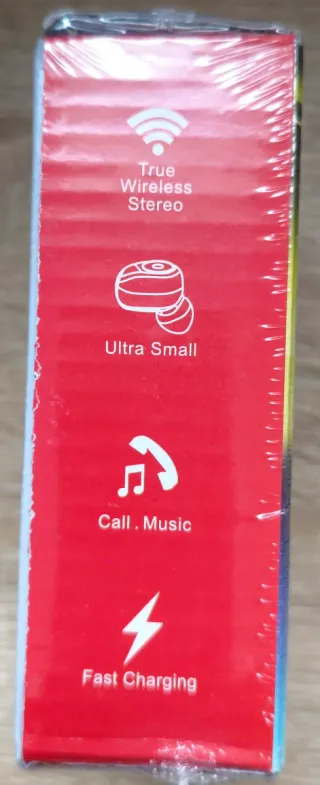 True
Wireless
Stereo
Ultra Small
Call . Music
Fast Charging